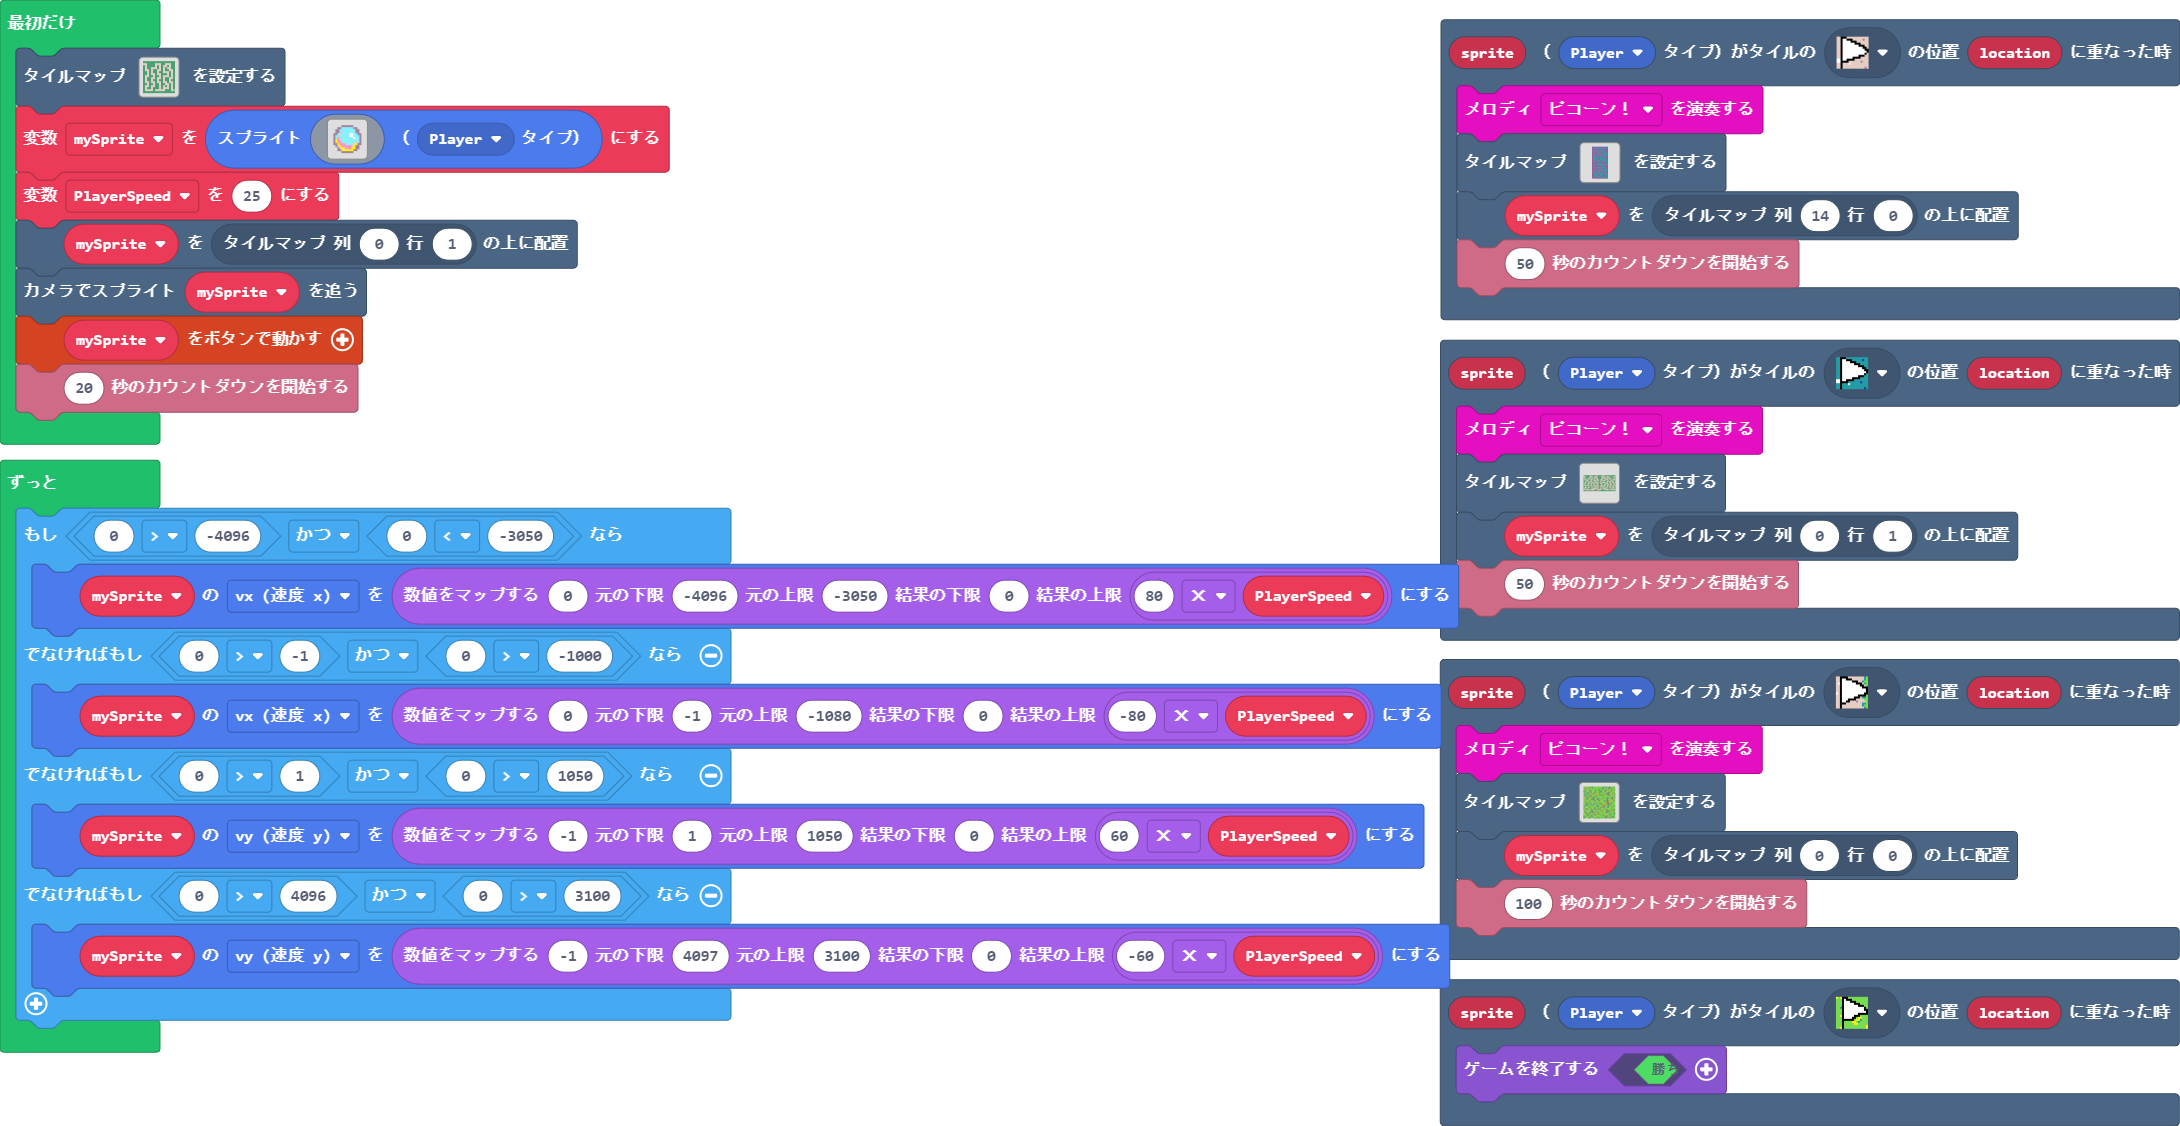 最初だけ
タイルマップ を設定する
変数 mySprite を スプライト ( Player タイプ) にする
変数 PlayerSpeed を 25 にする
mySprite を タイルマップ 列 0 行 1 の上に配置
カメラでスプライト mySprite を追う
mySprite をボタンで動かす
20 秒のカウントダウンを開始する
ずっと
もし 0 > -4096 かつ 0 < -3050 なら
mySprite の vx (速度 x) を 数値をマップする 0 元の下限 -4096 元の上限 -3050 結果の下限 0 結果の上限 80 × PlayerSpeed にする
でなければもし 0 > -1 かつ 0 > -1000 なら
mySprite の vx (速度 x) を 数値をマップする 0 元の下限 -1 元の上限 -1080 結果の下限 0 結果の上限 -80 × PlayerSpeed にする
でなければもし 0 > 1 かつ 0 > 1050 なら
mySprite の vy (速度 y) を 数値をマップする -1 元の下限 1 元の上限 1050 結果の下限 0 結果の上限 60 × PlayerSpeed にする
でなければもし 0 > 4096 かつ 0 > 3100 なら
mySprite の vy (速度 y) を 数値をマップする -1 元の下限 4097 元の上限 3100 結果の下限 0 結果の上限 -60 × PlayerSpeed にする
sprite ( Player タイプ) がタイルの の位置 location に重なった時
メロディ ピコーン! を演奏する
タイルマップ を設定する
mySprite を タイルマップ 列 14 行 0 の上に配置
50 秒のカウントダウンを開始する
sprite ( Player タイプ) がタイルの の位置 location に重なった時
メロディ ピコーン! を演奏する
タイルマップ を設定する
mySprite を タイルマップ 列 0 行 1 の上に配置
50 秒のカウントダウンを開始する
sprite ( Player タイプ) がタイルの の位置 location に重なった時
メロディ ピコーン! を演奏する
タイルマップ を設定する
mySprite を タイルマップ 列 0 行 0 の上に配置
100 秒のカウントダウンを開始する
sprite ( Player タイプ) がタイルの の位置 location に重なった時
ゲームを終了する 勝ち